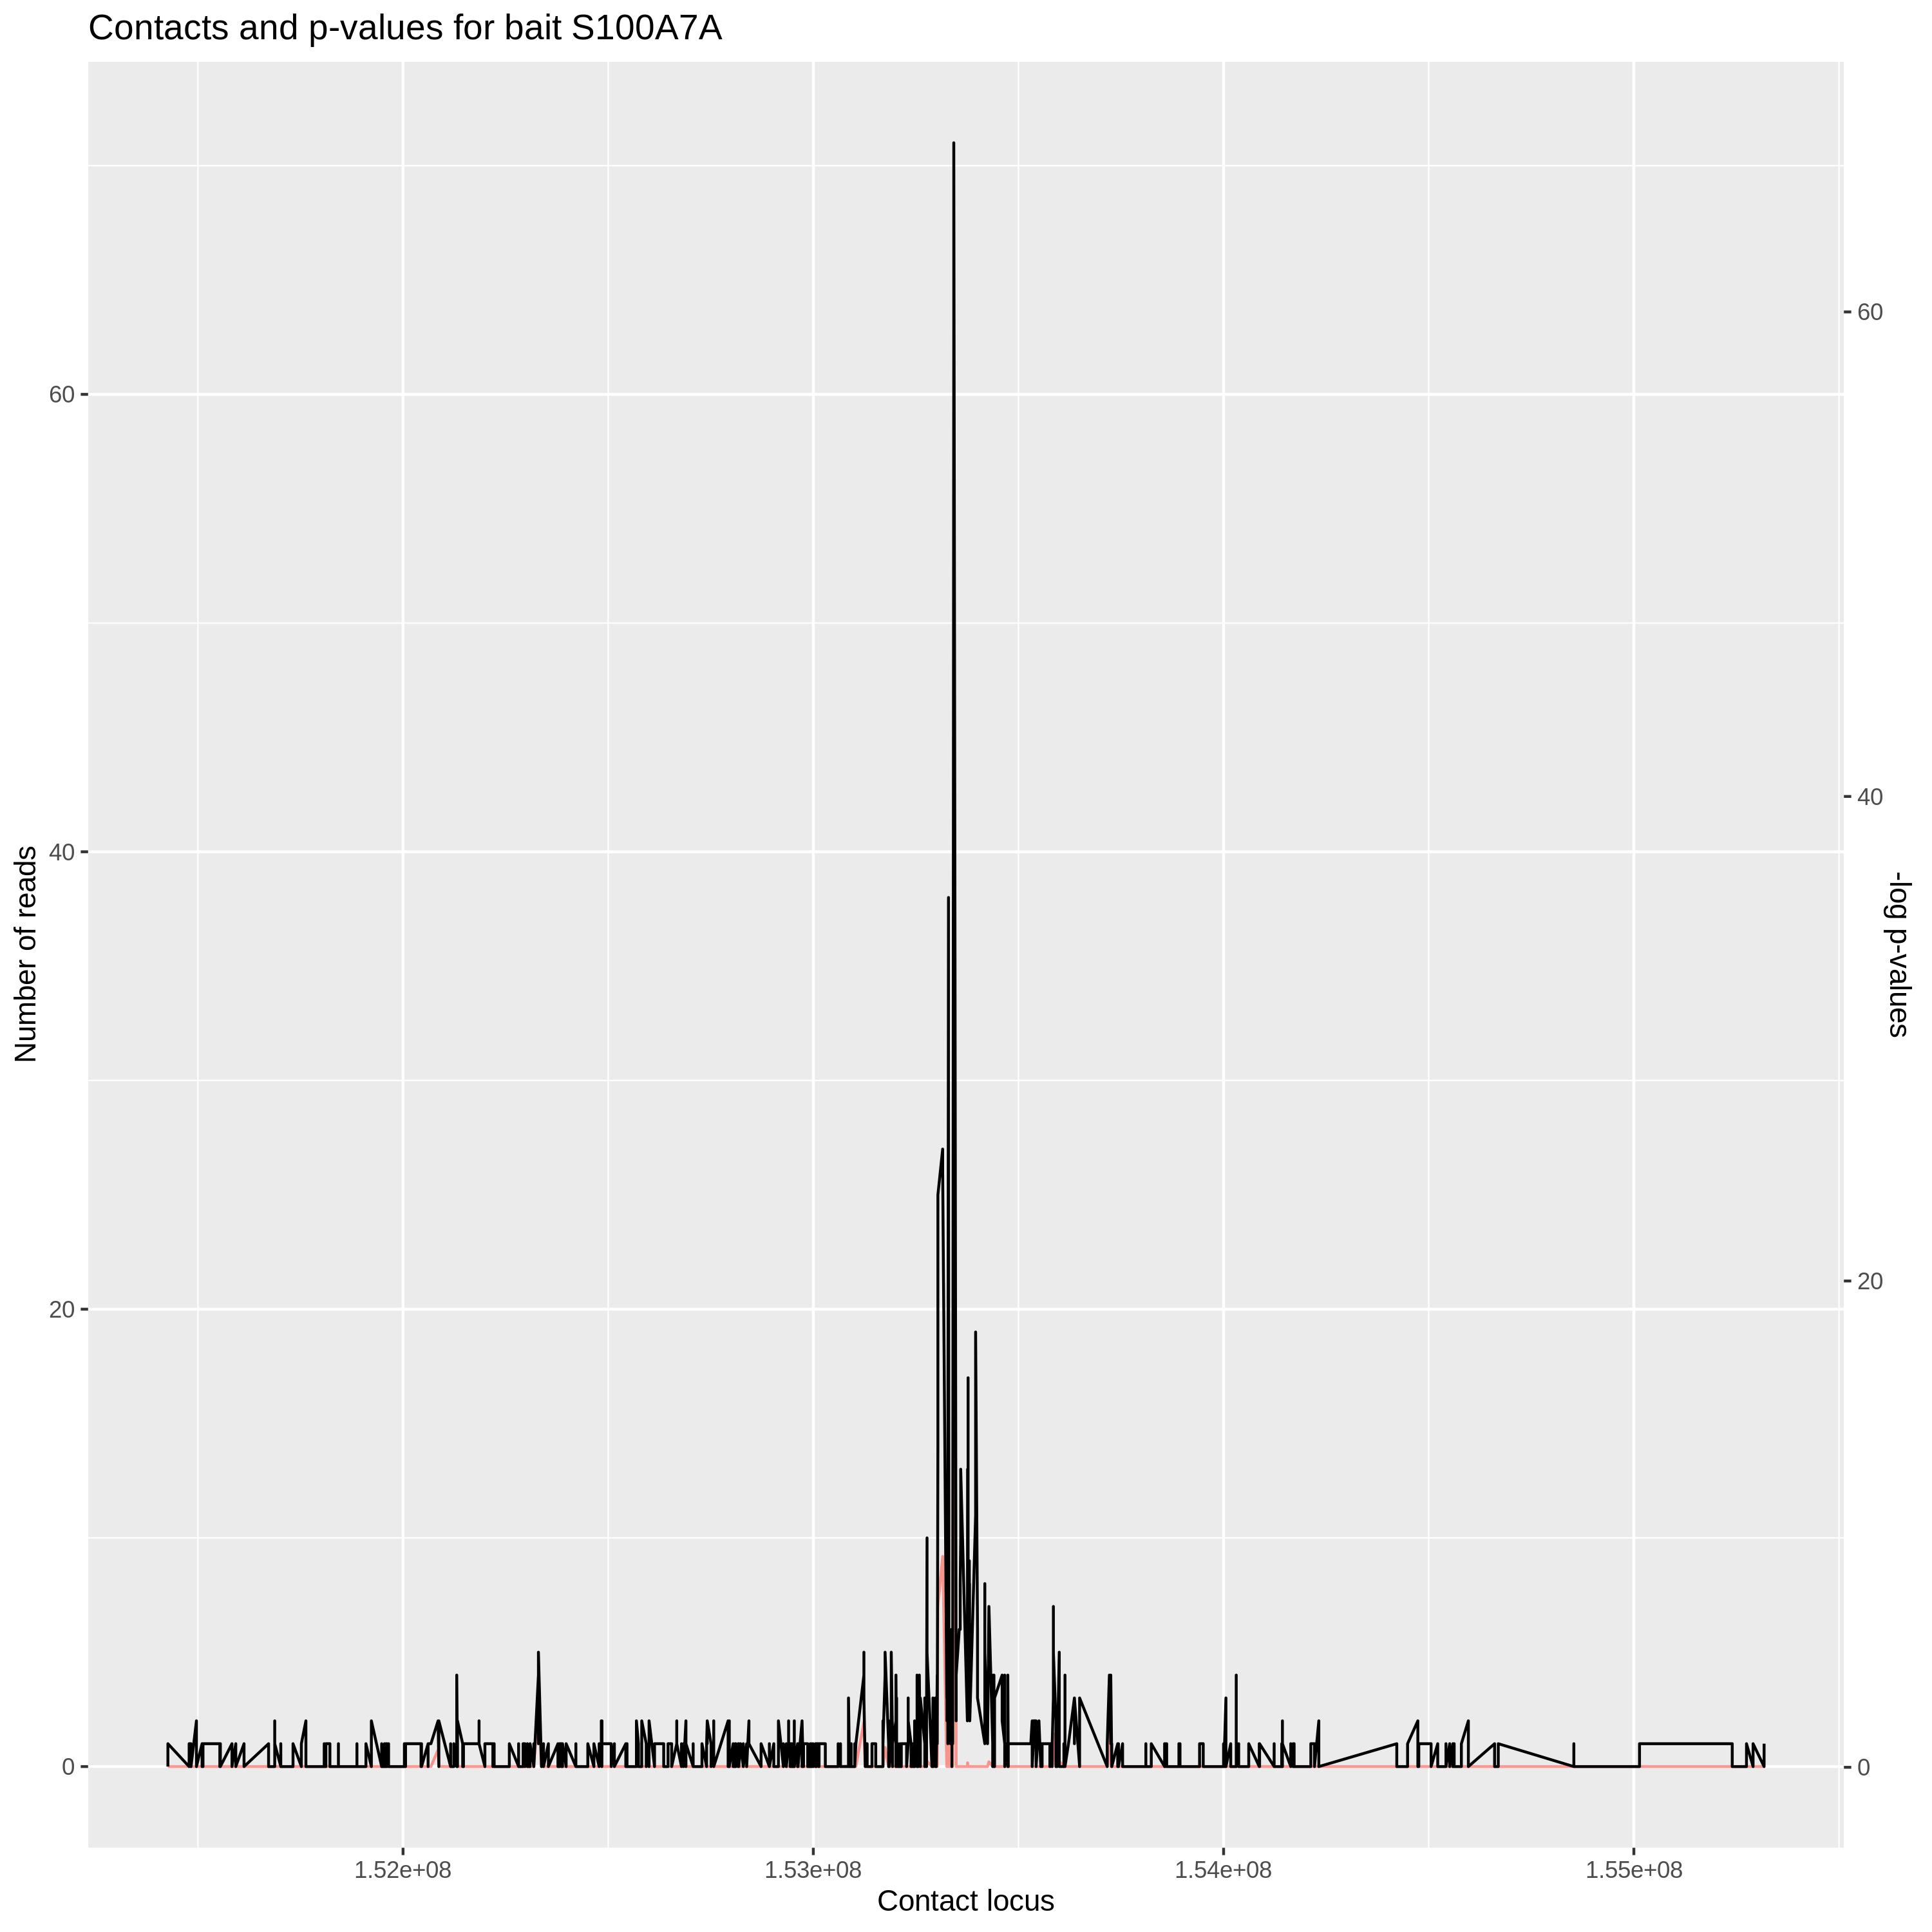 Contacts and p-values for bait S100A7A
60
40
20
0
Number of reads
60
40
20
0
-log p-values
1.52e+08
1.53e+08
1.54e+08
1.55e+08
Contact locus